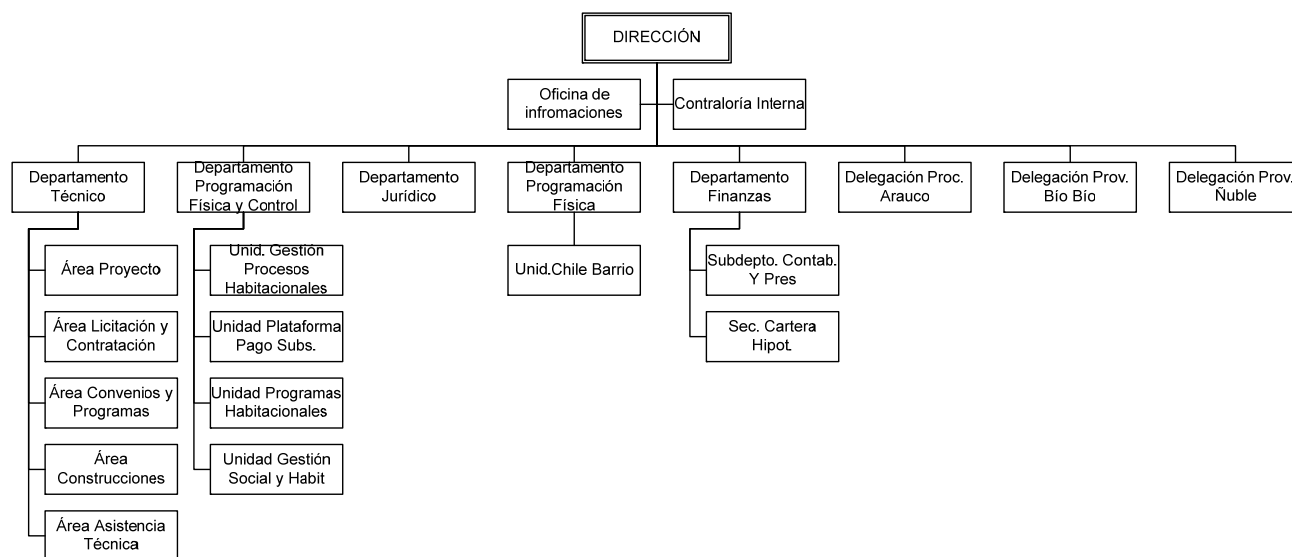 DIRECCIÓN
Oficina de
infromaciones
Contraloría Interna
Departamento
Técnico
Departamento
Programación
Física y Control
Departamento
Jurídico
Departamento
Programación
Física
Departamento
Finanzas
Delegación Proc.
Arauco
Delegación Prov.
Bío Bío
Delegación Prov.
Ñuble
Área Proyecto
Unid. Gestión
Procesos
Habitacionales
Unid.Chile Barrio
Subdepto. Contab.
Y Pres
Área Licitación y
Contratación
Unidad Plataforma
Pago Subs.
Sec. Cartera
Hipot.
Área Convenios y
Programas
Unidad Programas
Habitacionales
Área
Construcciones
Unidad Gestión
Social y Habit
Área Asistencia
Técnica